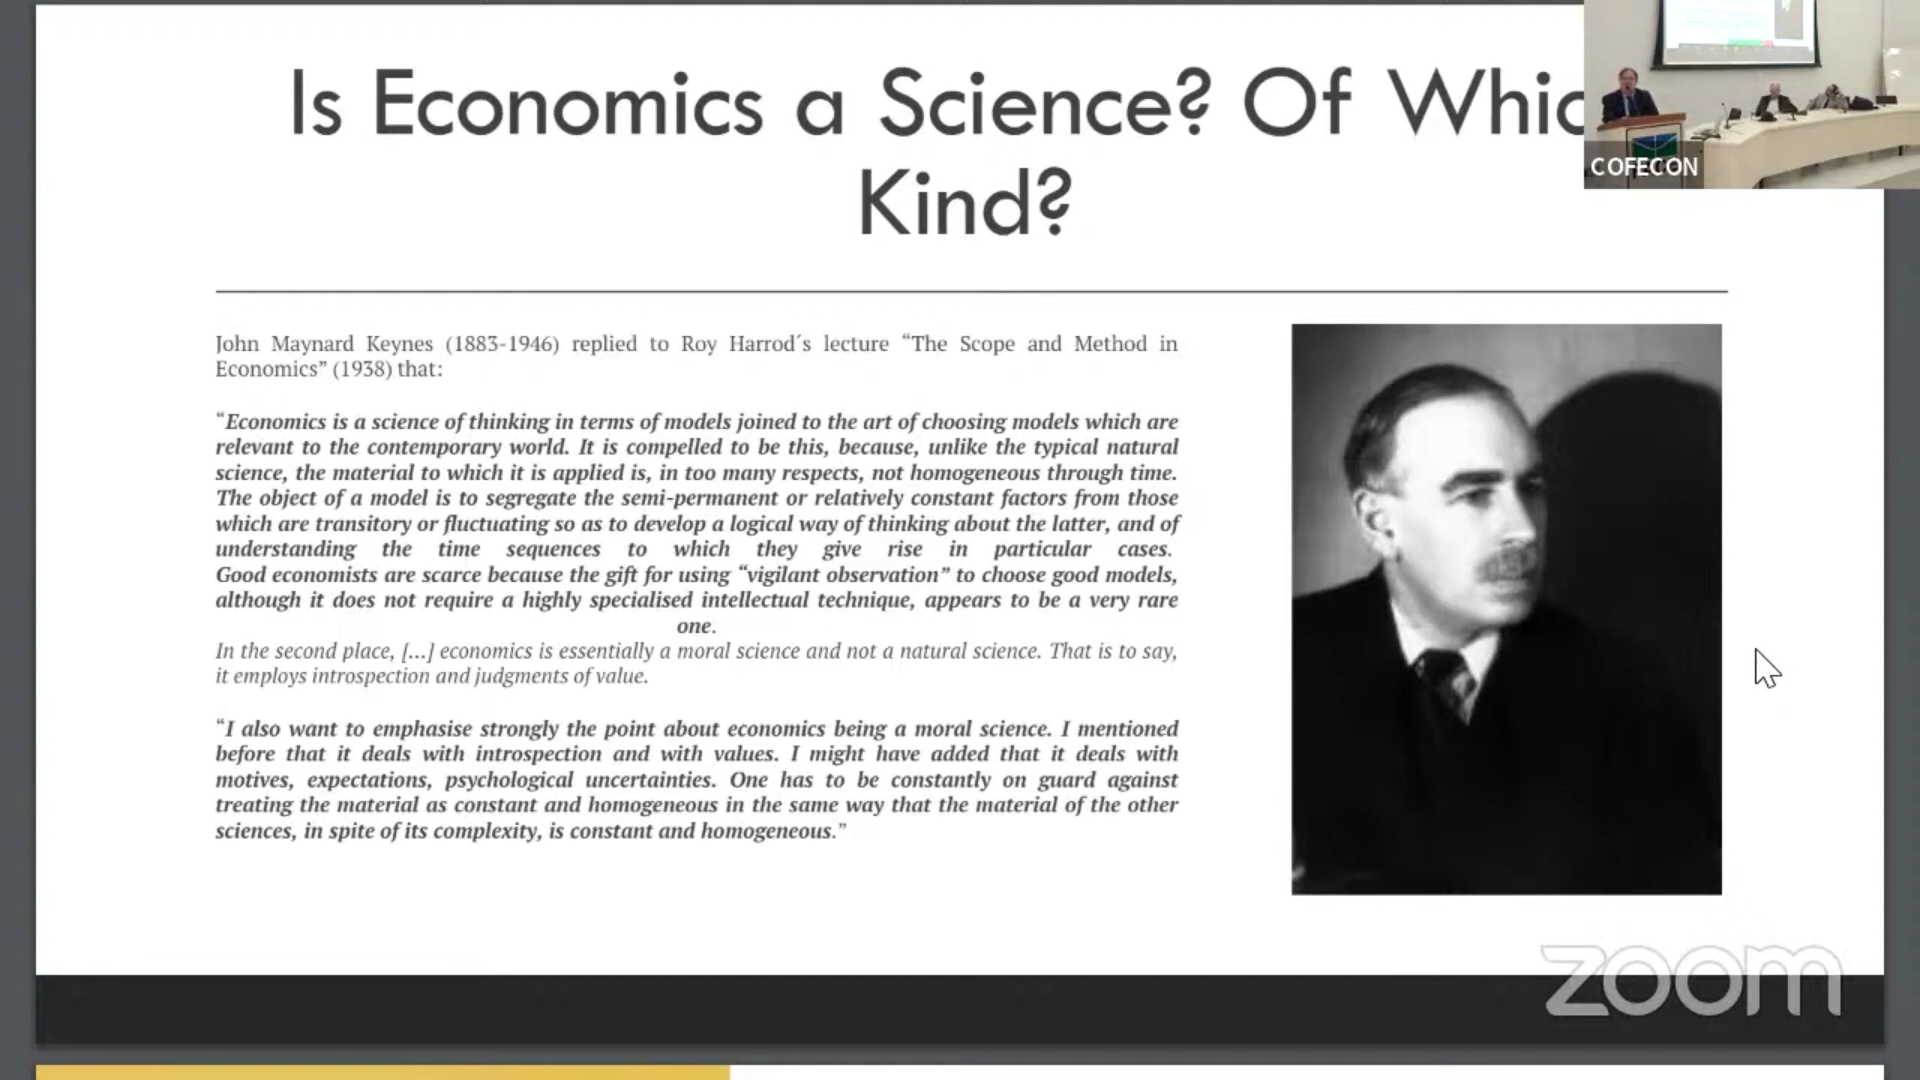 Is Economics a Science? Of Whic
Kind?
COFECON
John Maynard Keynes (1883-1946) replied to Roy Harrod´s lecture “The Scope and Method in
Economics” (1938) that:
“Economics is a science of thinking in terms of models joined to the art of choosing models which are
relevant to the contemporary world. It is compelled to be this, because, unlike the typical natural
science, the material to which it is applied is, in too many respects, not homogeneous through time.
The object of a model is to segregate the semi-permanent or relatively constant factors from those
which are transitory or fluctuating so as to develop a logical way of thinking about the latter, and of
understanding the time sequences to which they give rise in particular cases.
Good economists are scarce because the gift for using “vigilant observation” to choose good models,
although it does not require a highly specialised intellectual technique, appears to be a very rare
one.
In the second place, [...] economics is essentially a moral science and not a natural science. That is to say,
it employs introspection and judgments of value.
“I also want to emphasise strongly the point about economics being a moral science. I mentioned
before that it deals with introspection and with values. I might have added that it deals with
motives, expectations, psychological uncertainties. One has to be constantly on guard against
treating the material as constant and homogeneous in the same way that the material of the other
sciences, in spite of its complexity, is constant and homogeneous.”
zoom